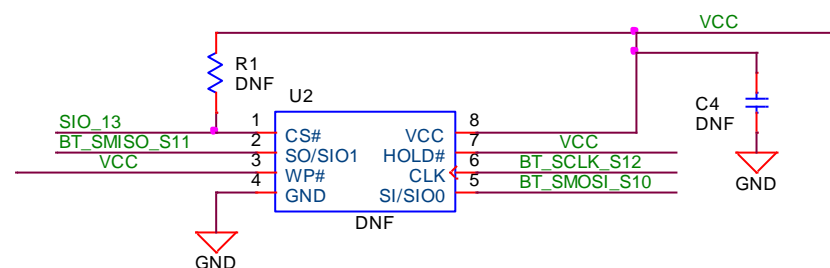 VCC
R1
DNF
U2
C4
DNF
SIO_13
1
CS#
VCC
8
BT_SMISO_S11
2
SO/SIO1
HOLD#
7
VCC
VCC
3
WP#
CLK
6
BT_SCLK_S12
4
GND
SI/SIO0
5
BT_SMOSI_S10
DNF
GND
GND